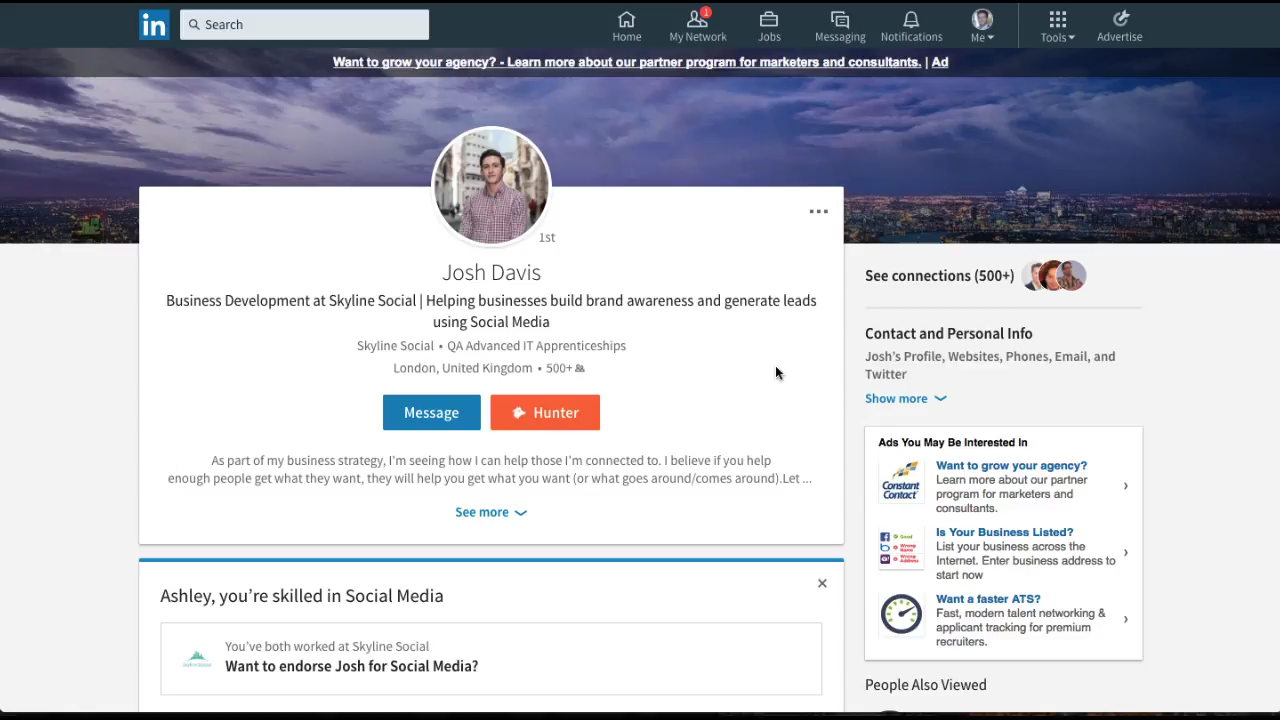 in
Search
1
Home
My Network
Jobs
Messaging
Notifications
Me
Tools
Advertise
Want to grow your agency? - Learn more about our partner program for marketers and consultants. | Ad
1st
Josh Davis
Business Development at Skyline Social | Helping businesses build brand awareness and generate leads
using Social Media
Skyline Social • QA Advanced IT Apprenticeships
London, United Kingdom • 500+
Message
Hunter
As part of my business strategy, I'm seeing how I can help those I'm connected to. I believe if you help
enough people get what they want, they will help you get what you want (or what goes around/comes around).Let ...
See more
Ashley, you're skilled in Social Media
You've both worked at Skyline Social
Want to endorse Josh for Social Media?
See connections (500+)
Contact and Personal Info
Josh's Profile, Websites, Phones, Email, and
Twitter
Show more
Ads You May Be Interested In
Constant
Contact
Want to grow your agency?
Learn more about our partner
program for marketers and
consultants.
Good
Wrong
Name
Wrong
Address
Is Your Business Listed?
List your business across the
Internet. Enter business address to
start now
Want a faster ATS?
Fast, modern talent networking &
applicant tracking for premium
recruiters.
People Also Viewed